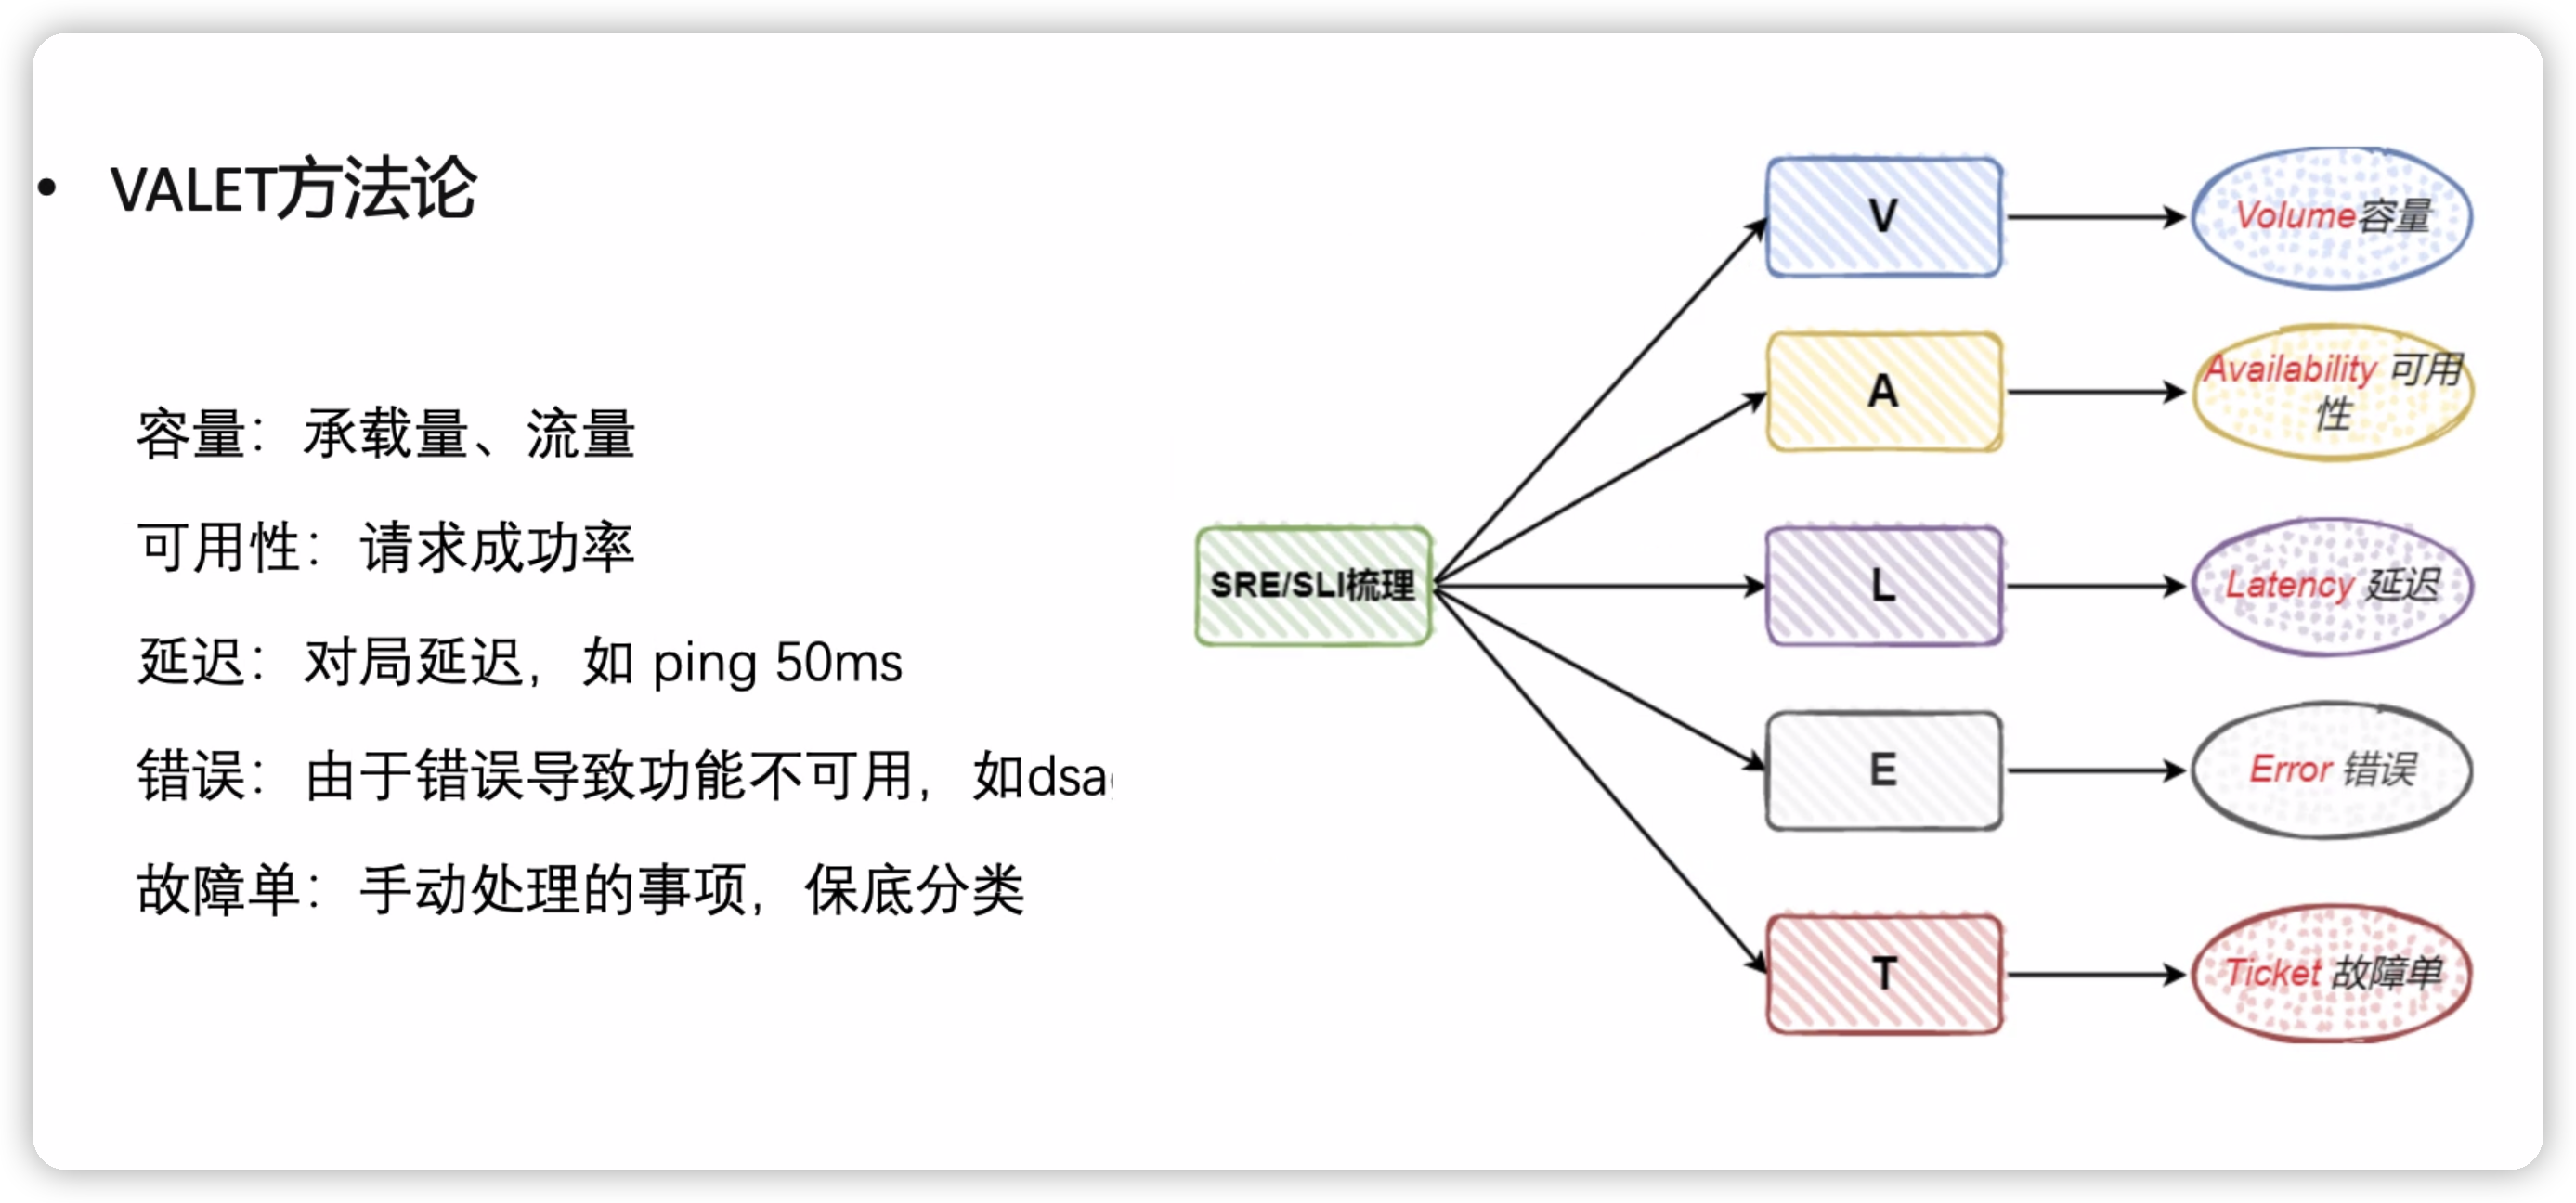 • VALET方法论
容量：承载量、流量
可用性：请求成功率
延迟：对局延迟，如 ping 50ms
错误：由于错误导致功能不可用，如
故障单：手动处理的事项，保底分类
SRE/SLI梳理
V
Volume容量
A
Availability 可用
性
L
Latency 延迟
E
Error 错误
T
Ticket 故障单